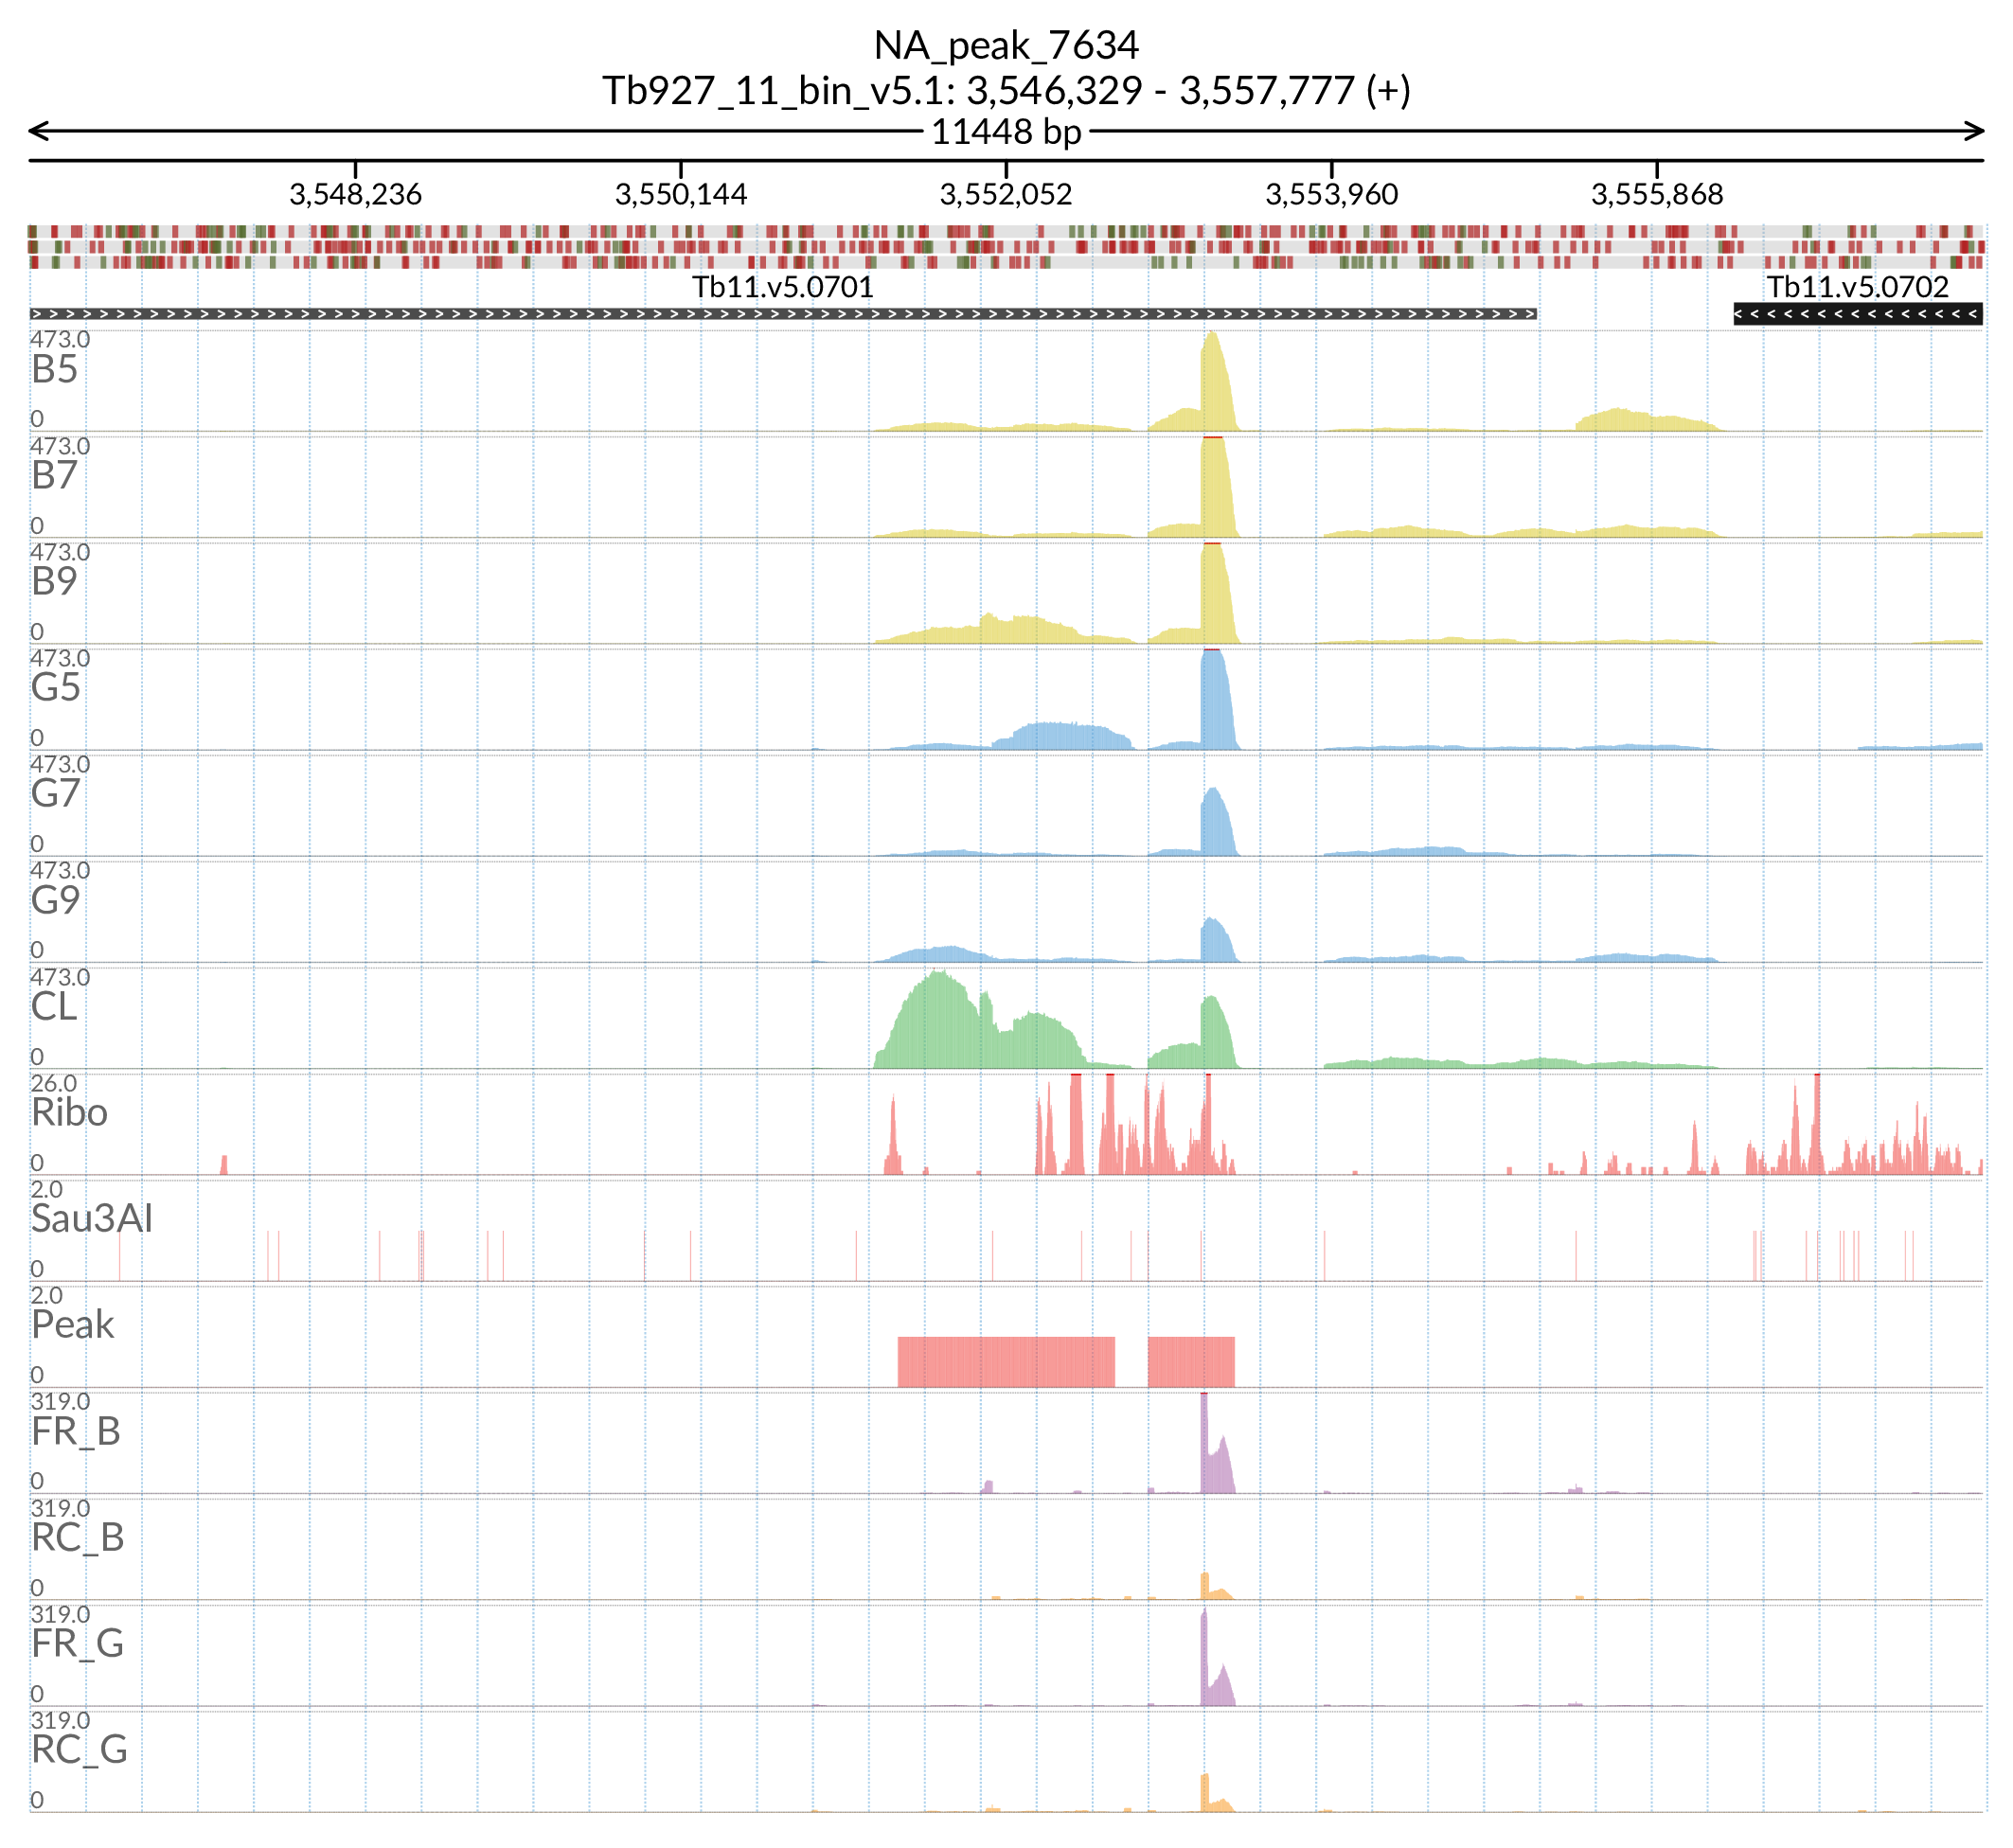 NA_peak_7634
Tb927_11_bin_v5.1: 3,546,329 - 3,557,777 (+)
11448 bp
3,548,236 3,550,144 3,552,052 3,553,960 3,555,868
Tb11.v5.0701 Tb11.v5.0702
473.0
B5
0
473.0
B7
0
473.0
B9
0
473.0
G5
0
473.0
G7
0
473.0
G9
0
473.0
CL
0
26.0
Ribo
0
2.0
Sau3AI
0
2.0
Peak
0
319.0
FR_B
0
319.0
RC_B
0
319.0
FR_G
0
319.0
RC_G
0